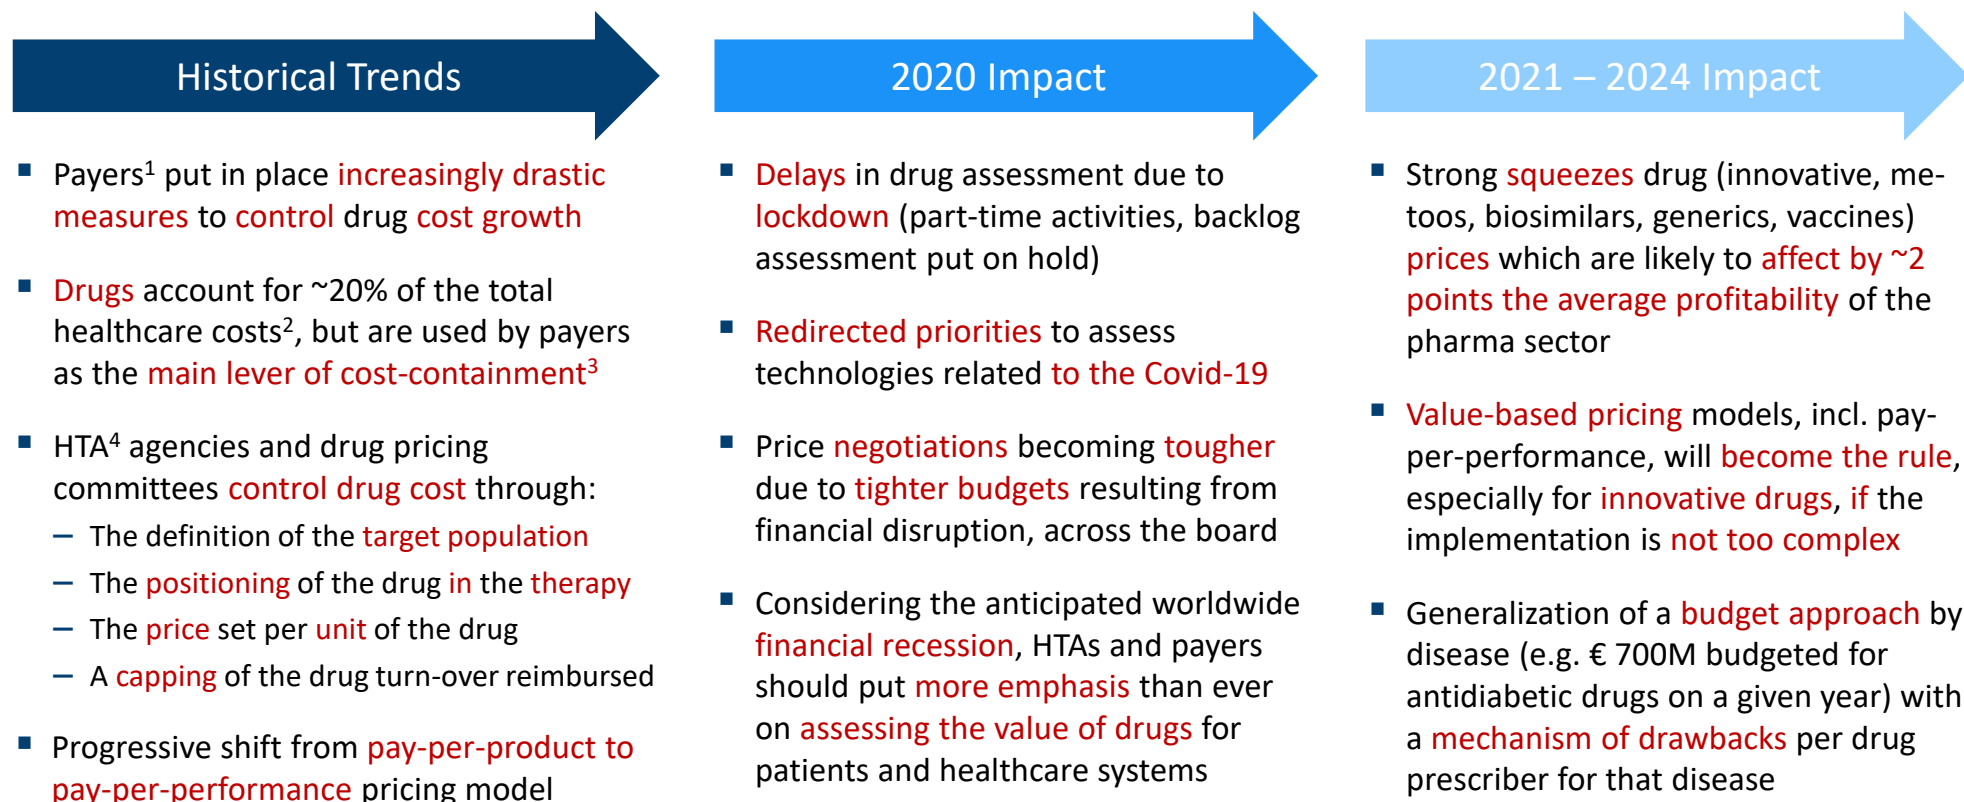 Historical Trends
Payers¹ put in place increasingly drastic
measures to control drug cost growth
Drugs account for ~20% of the total
healthcare costs², but are used by payers
as the main lever of cost-containment³
HTA⁴ agencies and drug pricing
committees control drug cost through:
– The definition of the target population
– The positioning of the drug in the therapy
– The price set per unit of the drug
– A capping of the drug turn-over reimbursed
Progressive shift from pay-per-product to
pay-per-performance pricing model
2020 Impact
Delays in drug assessment due to
lockdown (part-time activities, backlog
assessment put on hold)
Redirected priorities to assess
technologies related to the Covid-19
Price negotiations becoming tougher
due to tighter budgets resulting from
financial disruption, across the board
Considering the anticipated worldwide
financial recession, HTAs and payers
should put more emphasis than ever
on assessing the value of drugs for
patients and healthcare systems
2021 – 2024 Impact
Strong squeezes drug (innovative, me-
toos, biosimilars, generics, vaccines)
prices which are likely to affect by ~2
points the average profitability of the
pharma sector
Value-based pricing models, incl. pay-
per-performance, will become the rule,
especially for innovative drugs, if the
implementation is not too complex
Generalization of a budget approach by
disease (e.g. € 700M budgeted for
antidiabetic drugs on a given year) with
a mechanism of drawbacks per drug
prescriber for that disease